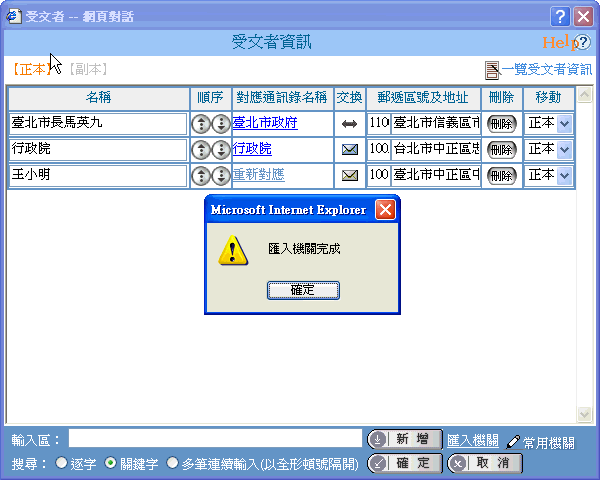 受文者 -- 網頁對話
受文者資訊
Help
【正本】【副本】
一覽受文者資訊
名稱 順序 對應通訊錄名稱 交換 郵遞區號及地址 刪除 移動
臺北市長馬英九 臺北市政府 110 臺北市信義區市 刪除 正本
行政院 行政院 100 台北市中正區忠 刪除 正本
王小明 重新對應 100 臺北市中正區中 刪除 正本
Microsoft Internet Explorer
匯入機關完成
確定
輸入區：
新 增 匯入機關 常用機關
搜尋： 逐字 關鍵字 多筆連續輸入(以全形頓號隔開)
確 定 取 消